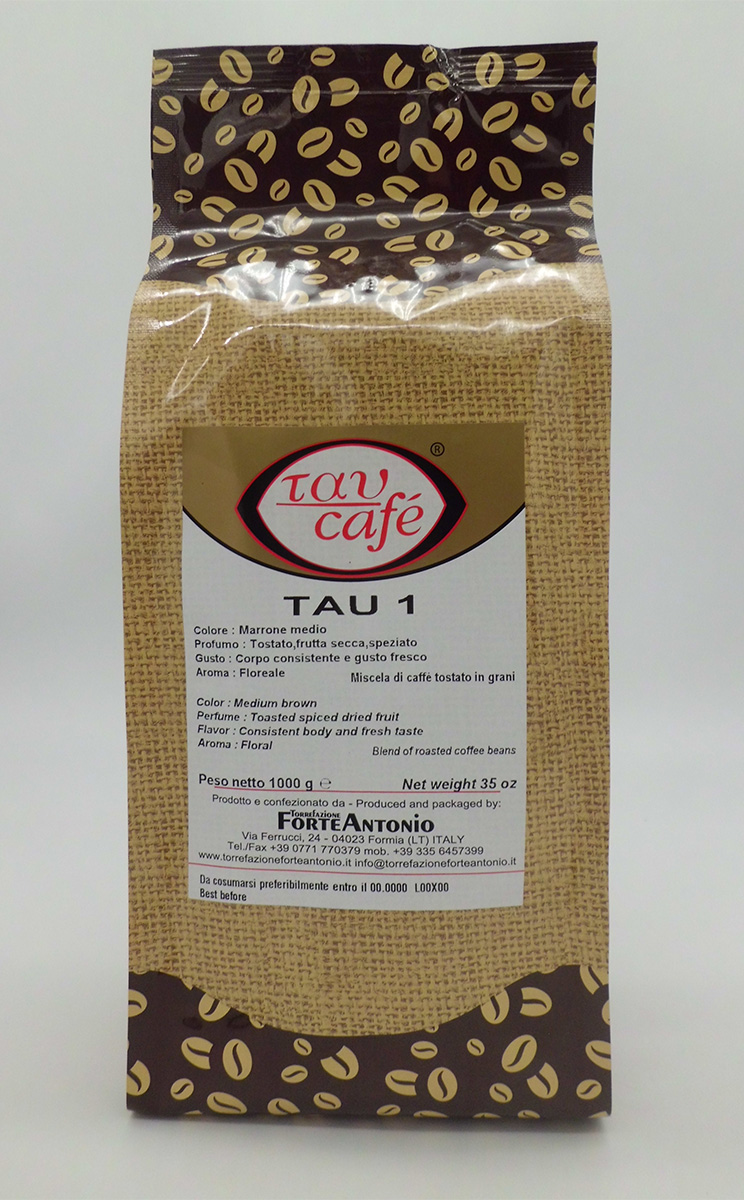 ταυ
café
®
TAU 1
Colore : Marrone medio
Profumo : Tostato,frutta secca,speziato
Gusto : Corpo consistente e gusto fresco
Aroma : Floreale
Miscela di caffè tostato in grani
Color : Medium brown
Perfume : Toasted spiced dried fruit
Flavor : Consistent body and fresh taste
Aroma : Floral
Blend of roasted coffee beans
Peso netto 1000 g ℮ Net weight 35 oz
Prodotto e confezionato da - Produced and packaged by:
Torrefazione
ForteAntonio
Via Ferrucci, 24 - 04023 Formia (LT) ITALY
Tel./Fax +39 0771 770379 mob. +39 335 6457399
www.torrefazioneforteantonio.it info@torrefazioneforteantonio.it
Da cosumarsi preferibilmente entro il 00.0000 L00X00
Best before